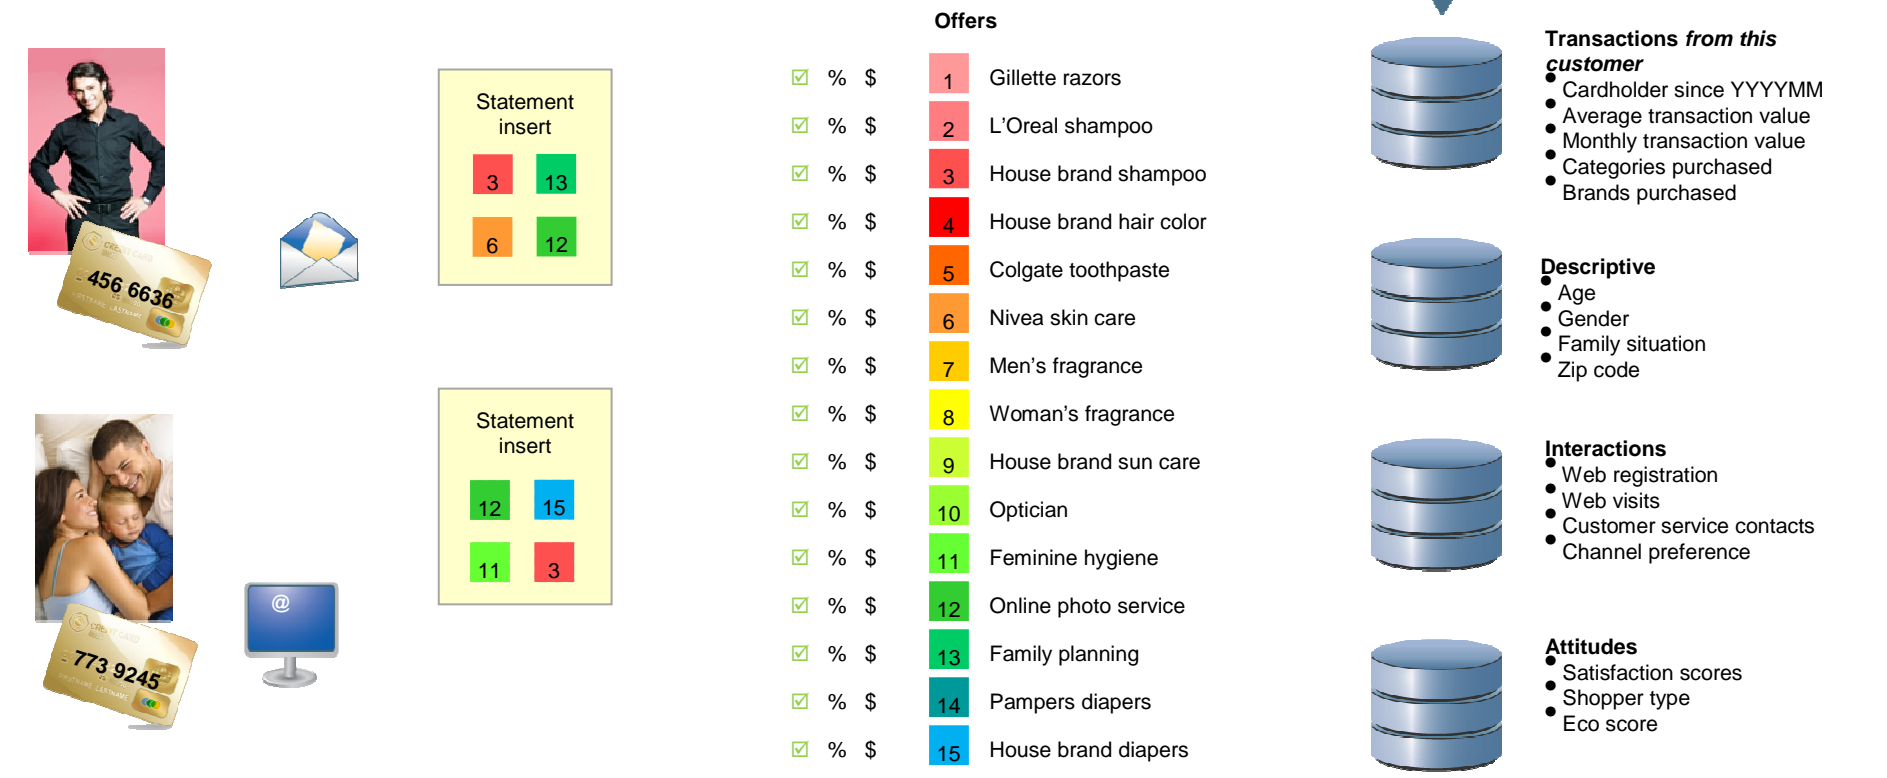 456 6636
Statement
insert
3 13
6 12
773 9245
@
Statement
insert
12 15
11 3
Offers
% $ 1 Gillette razors
% $ 2 L'Oreal shampoo
% $ 3 House brand shampoo
% $ 4 House brand hair color
% $ 5 Colgate toothpaste
% $ 6 Nivea skin care
% $ 7 Men's fragrance
% $ 8 Woman's fragrance
% $ 9 House brand sun care
% $ 10 Optician
% $ 11 Feminine hygiene
% $ 12 Online photo service
% $ 13 Family planning
% $ 14 Pampers diapers
% $ 15 House brand diapers
Transactions from this
customer
• Cardholder since YYYYMM
• Average transaction value
• Monthly transaction value
• Categories purchased
• Brands purchased
Descriptive
• Age
• Gender
• Family situation
• Zip code
Interactions
• Web registration
• Web visits
• Customer service contacts
• Channel preference
Attitudes
• Satisfaction scores
• Shopper type
• Eco score